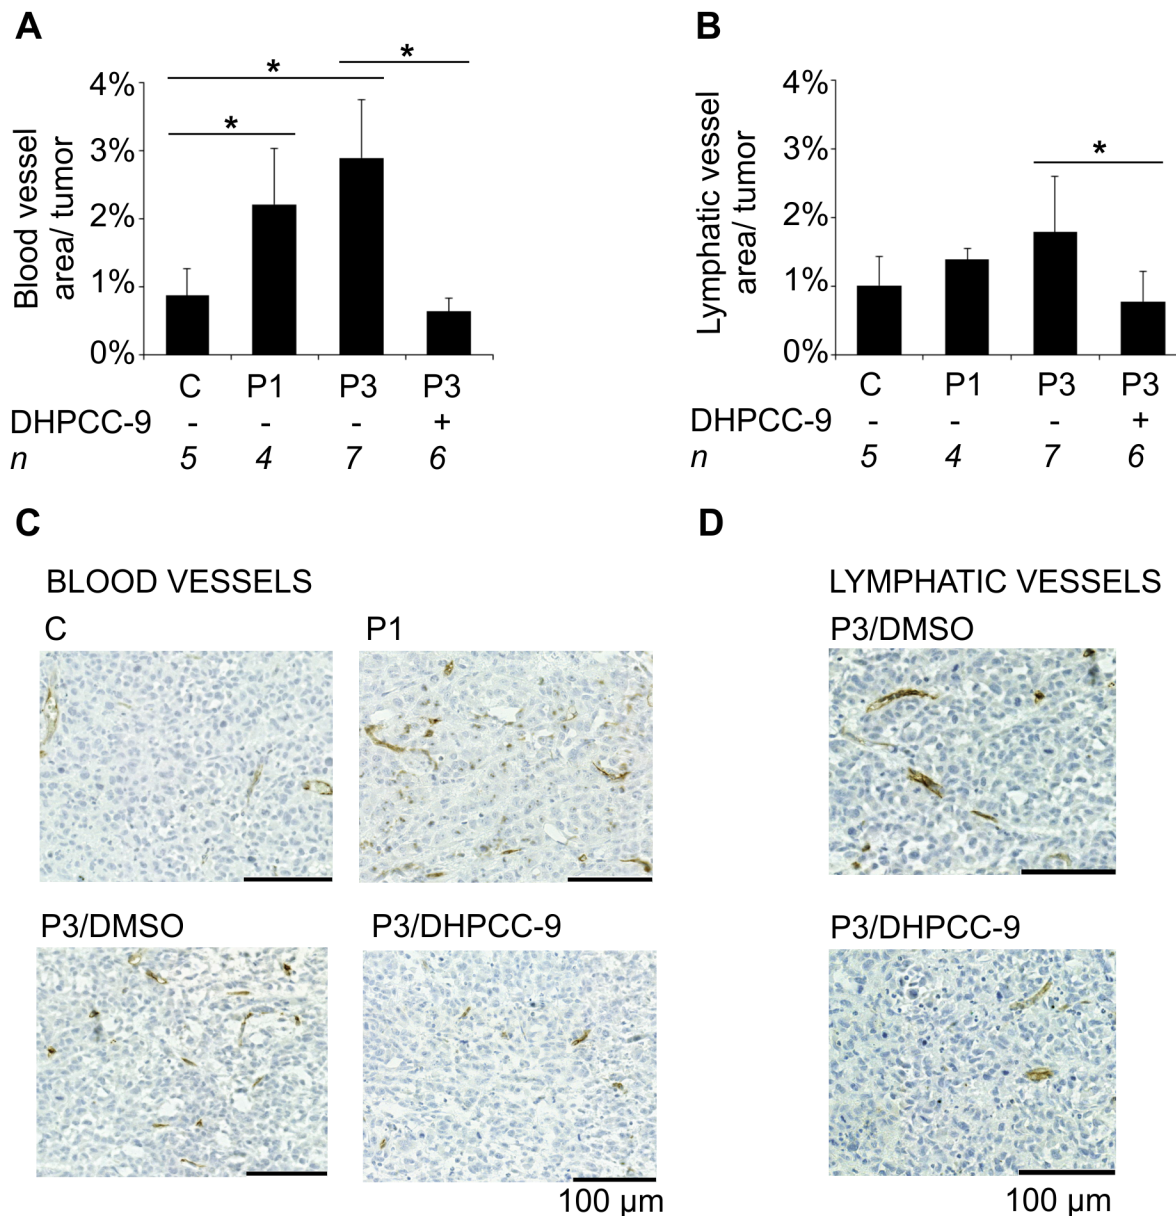 A
Blood vessel
area/ tumor
4%
3%
2%
1%
0%
*
*
*
C P1 P3 P3
DHPCC-9 - - - +
n 5 4 7 6
B
Lymphatic vessel
area/ tumor
4%
3%
2%
1%
0%
*
C P1 P3 P3
DHPCC-9 - - - +
n 5 4 7 6
C
BLOOD VESSELS
C
P1
P3/DMSO
P3/DHPCC-9
100 µm
D
LYMPHATIC VESSELS
P3/DMSO
P3/DHPCC-9
100 µm